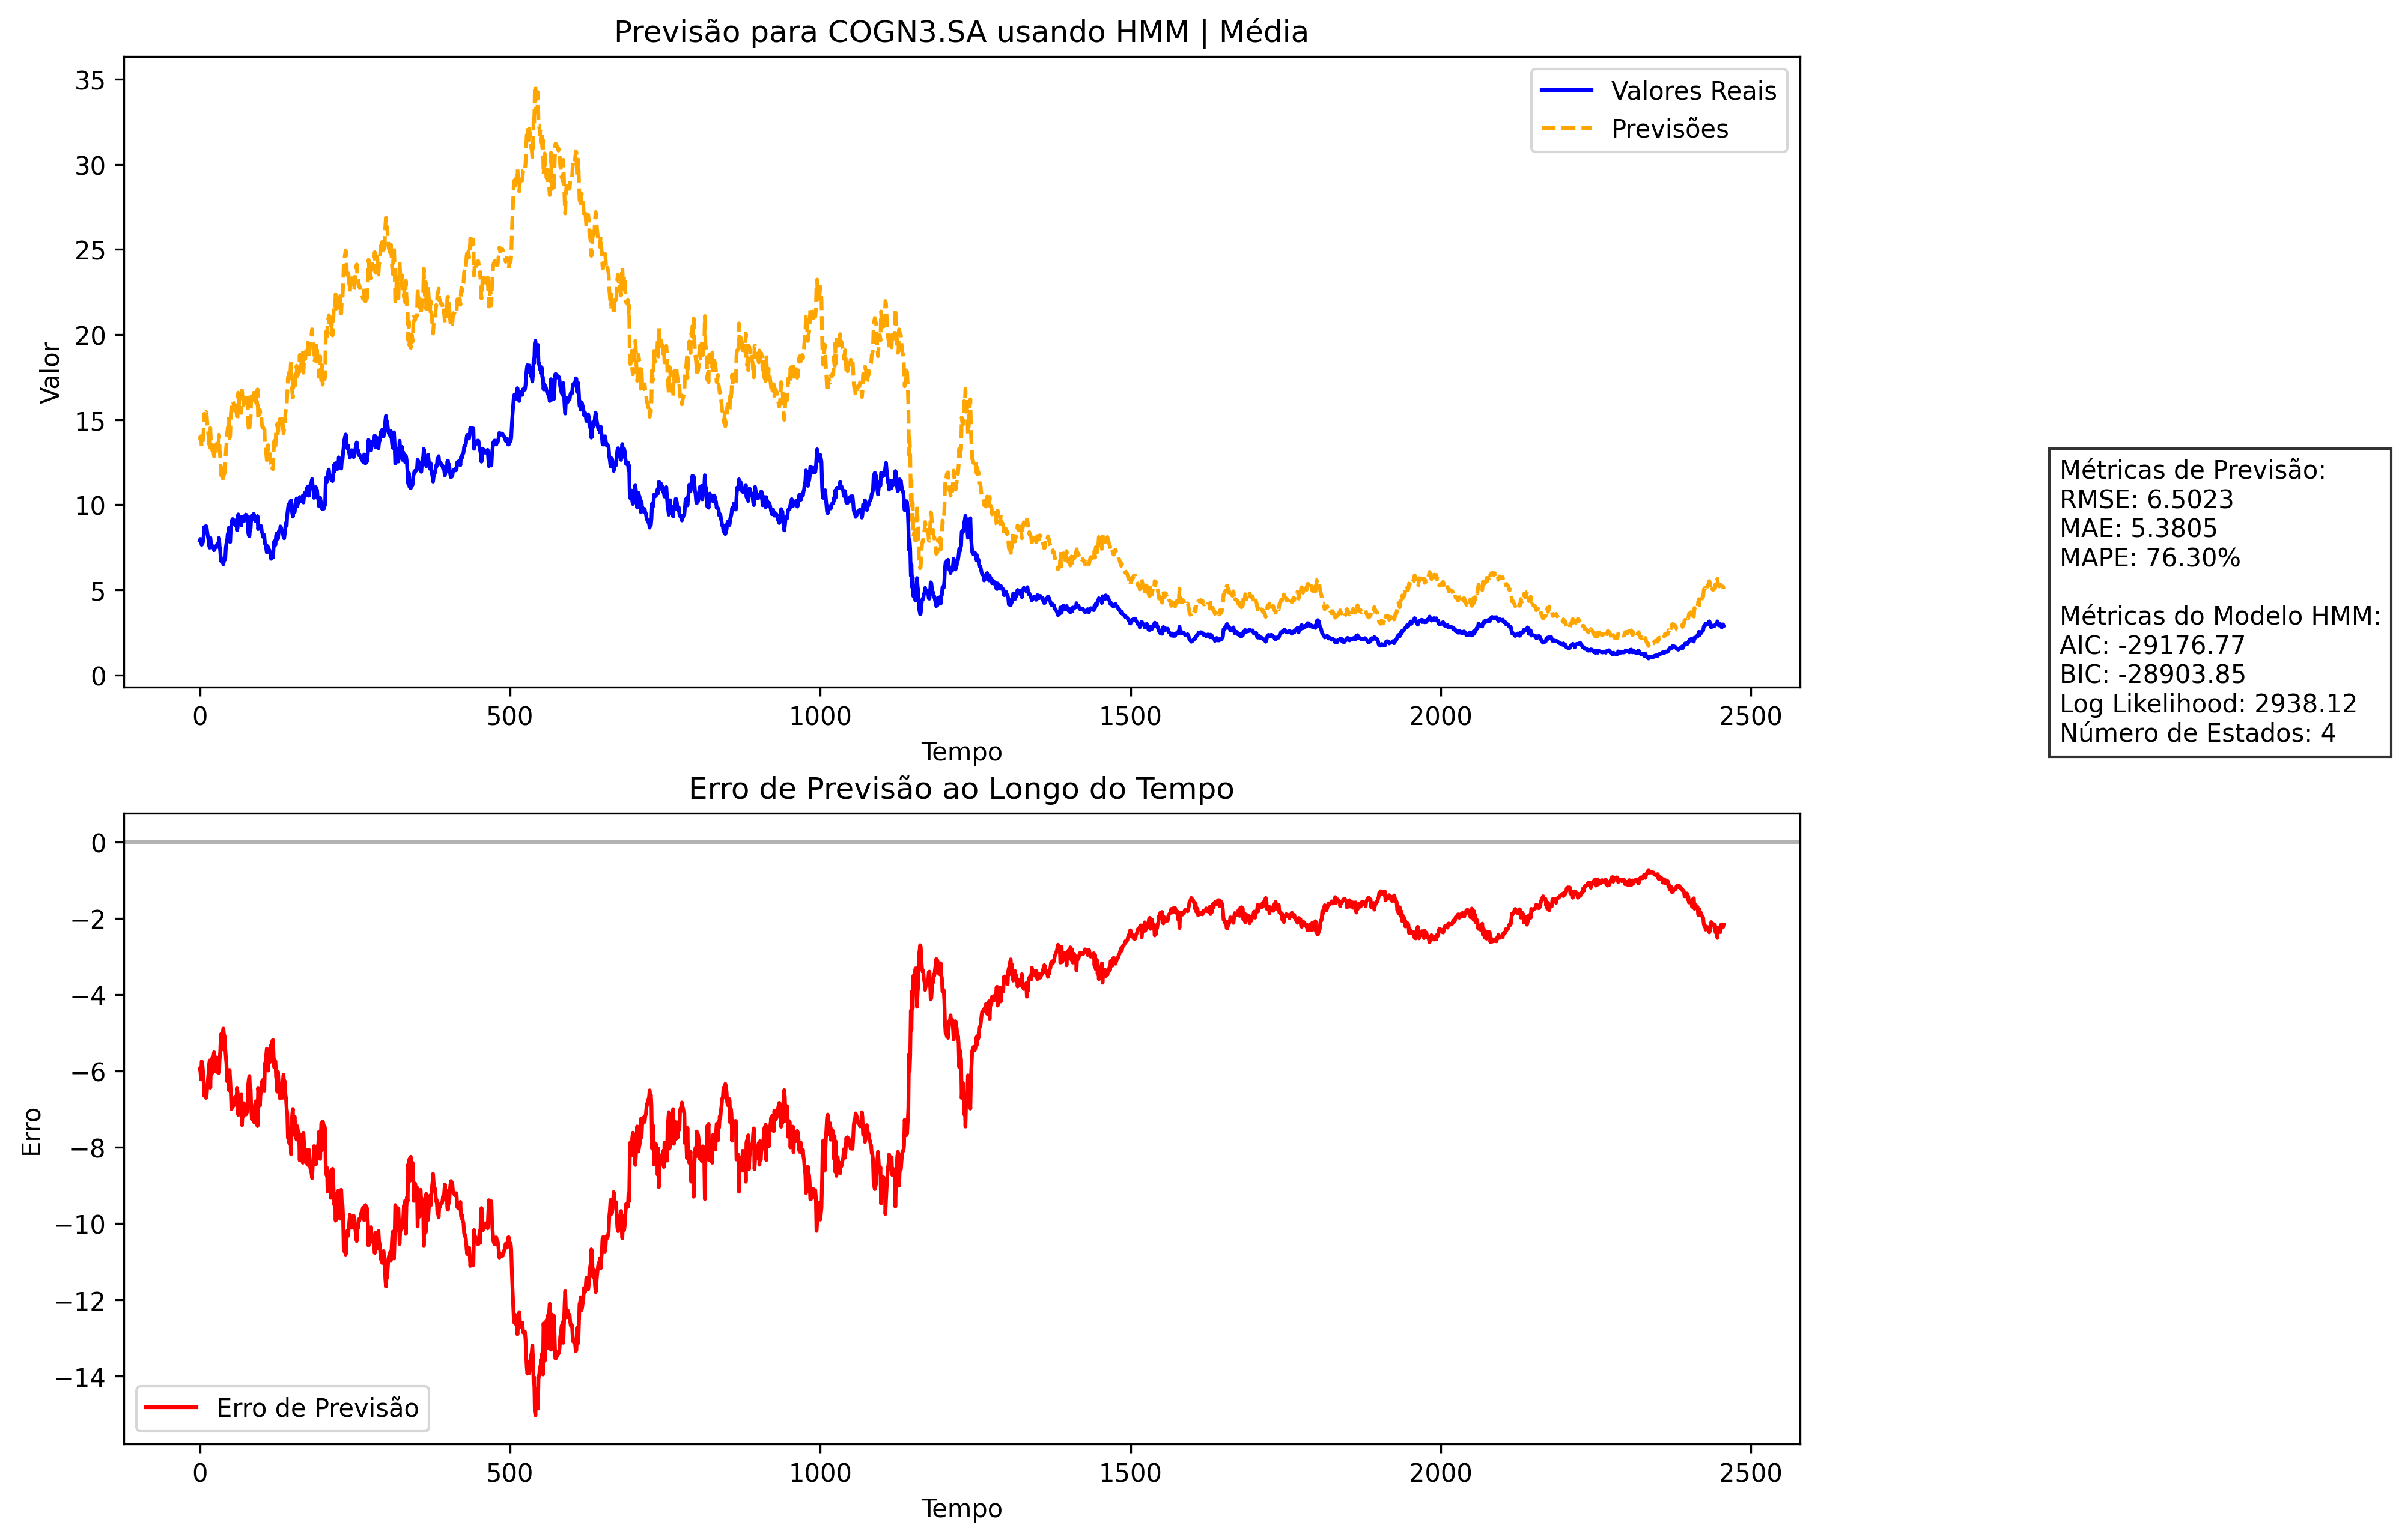 Previsão para COGN3.SA usando HMM | Média
35
30
25
20
15
10
5
0
Valor
Valores Reais
Previsões
0
500
1000
1500
2000
2500
Tempo
Métricas de Previsão:
RMSE: 6.5023
MAE: 5.3805
MAPE: 76.30%
Métricas do Modelo HMM:
AIC: -29176.77
BIC: -28903.85
Log Likelihood: 2938.12
Número de Estados: 4
Erro de Previsão ao Longo do Tempo
0
−2
−4
−6
−8
−10
−12
−14
Erro
Erro de Previsão
0
500
1000
1500
2000
2500
Tempo